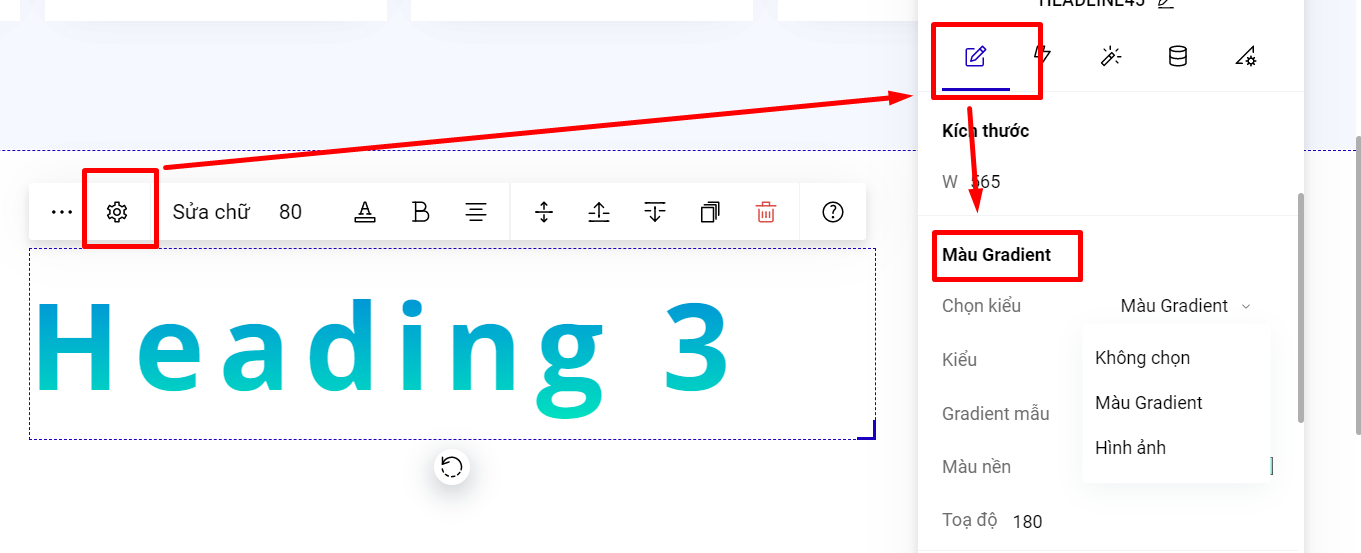 HEADLINE45
Kích thước
W 565
Sửa chữ 80
Màu Gradient
Heading 3
Chọn kiểu Màu Gradient
Kiểu
Không chọn
Màu Gradient
Hình ảnh
Gradient mẫu
Màu nền
Toạ độ 180